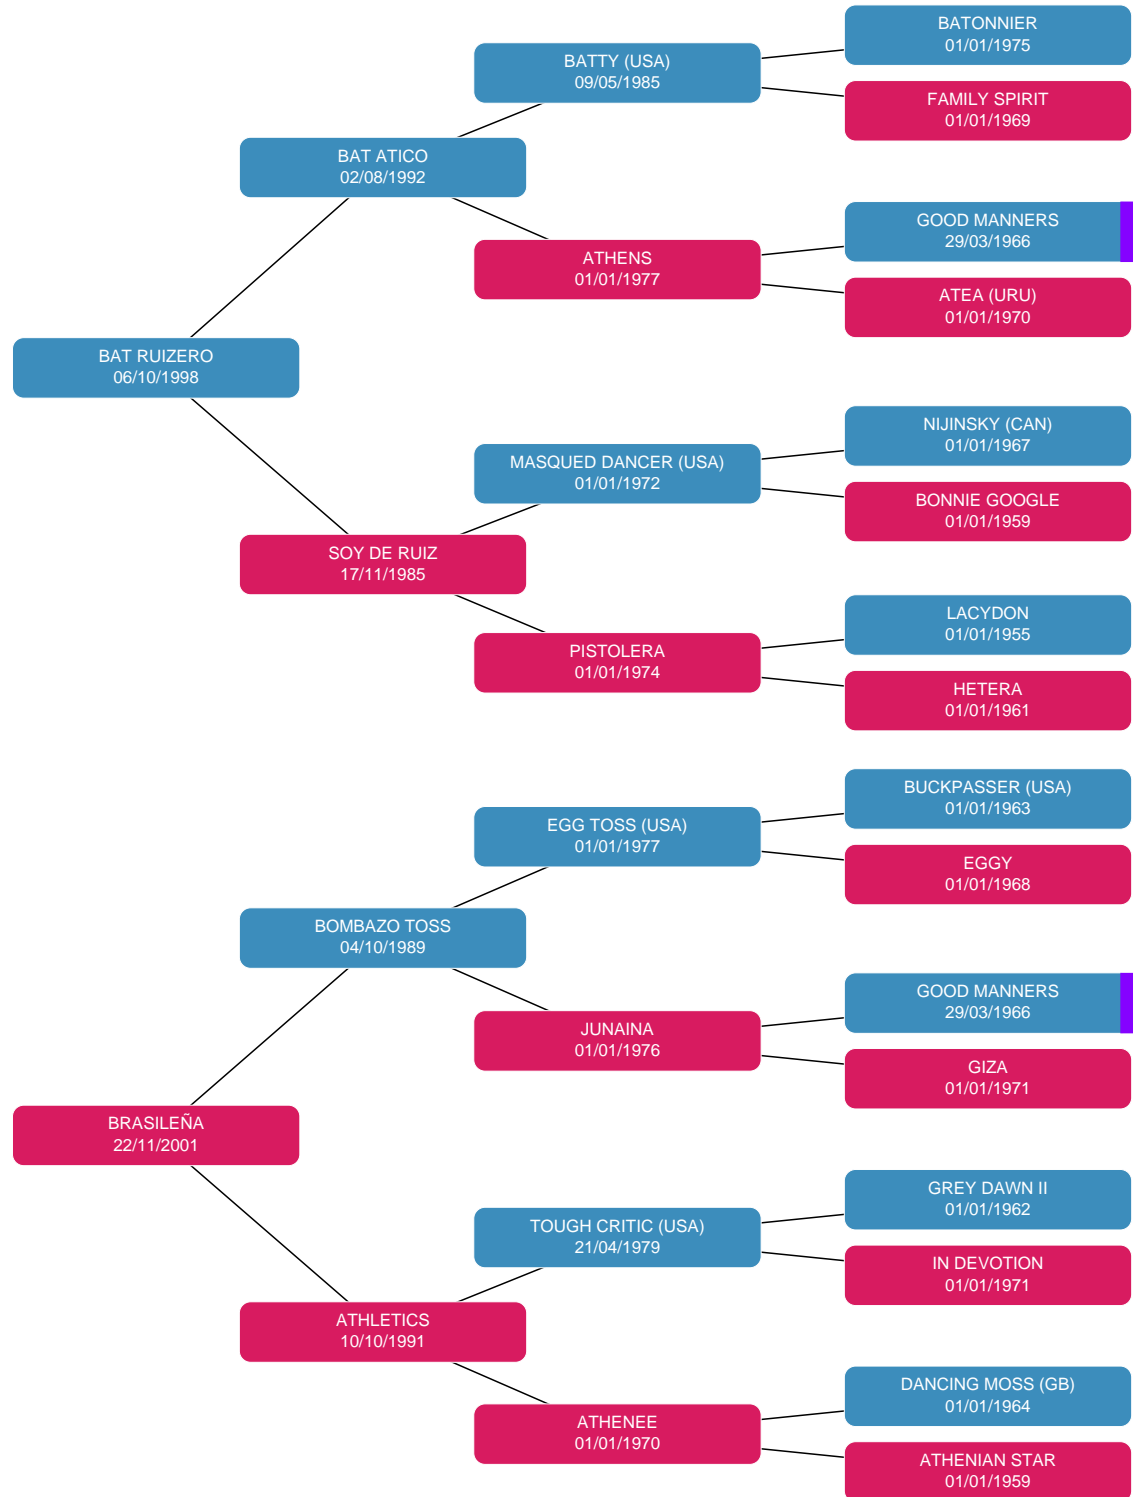 BATONNIER
01/01/1975
BATTY (USA)
09/05/1985
FAMILY SPIRIT
01/01/1969
BAT ATICO
02/08/1992
GOOD MANNERS
29/03/1966
ATHENS
01/01/1977
ATEA (URU)
01/01/1970
BAT RUIZERO
06/10/1998
NIJINSKY (CAN)
01/01/1967
MASQUED DANCER (USA)
01/01/1972
BONNIE GOOGLE
01/01/1959
SOY DE RUIZ
17/11/1985
LACYDON
01/01/1955
PISTOLERA
01/01/1974
HETERA
01/01/1961
BUCKPASSER (USA)
01/01/1963
EGG TOSS (USA)
01/01/1977
EGGY
01/01/1968
BOMBAZO TOSS
04/10/1989
GOOD MANNERS
29/03/1966
JUNAINA
01/01/1976
GIZA
01/01/1971
BRASILEÑA
22/11/2001
GREY DAWN II
01/01/1962
TOUGH CRITIC (USA)
21/04/1979
IN DEVOTION
01/01/1971
ATHLETICS
10/10/1991
DANCING MOSS (GB)
01/01/1964
ATHENEE
01/01/1970
ATHENIAN STAR
01/01/1959